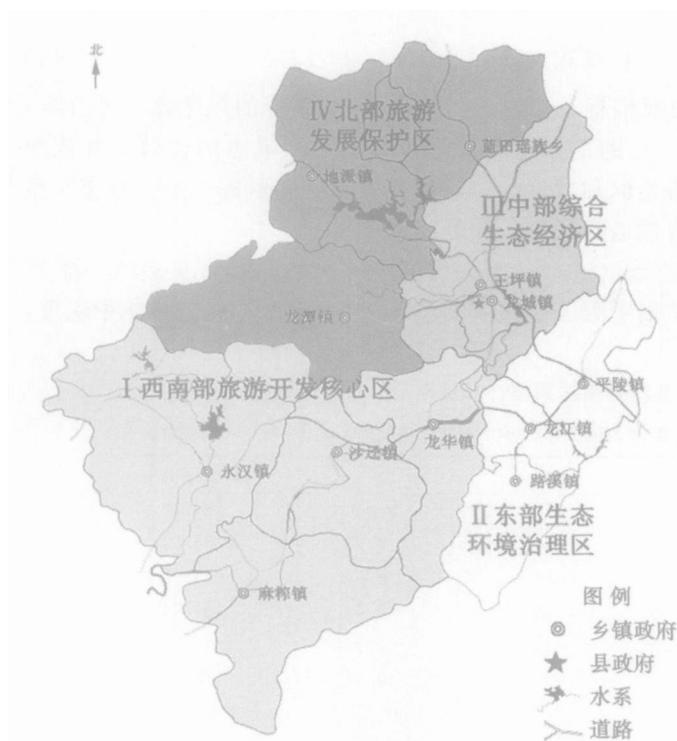 北
Ⅳ北部旅游
发展保护区
蓝田瑶族乡
地派镇
Ⅲ中部综合
生态经济区
王坪镇
龙城镇
龙潭镇
Ⅰ西南部旅游开发核心区
平陵镇
龙华镇
龙江镇
沙迳镇
永汉镇
路溪镇
Ⅱ东部生态
环境治理区
麻榨镇
图例
乡镇政府
县政府
水系
道路